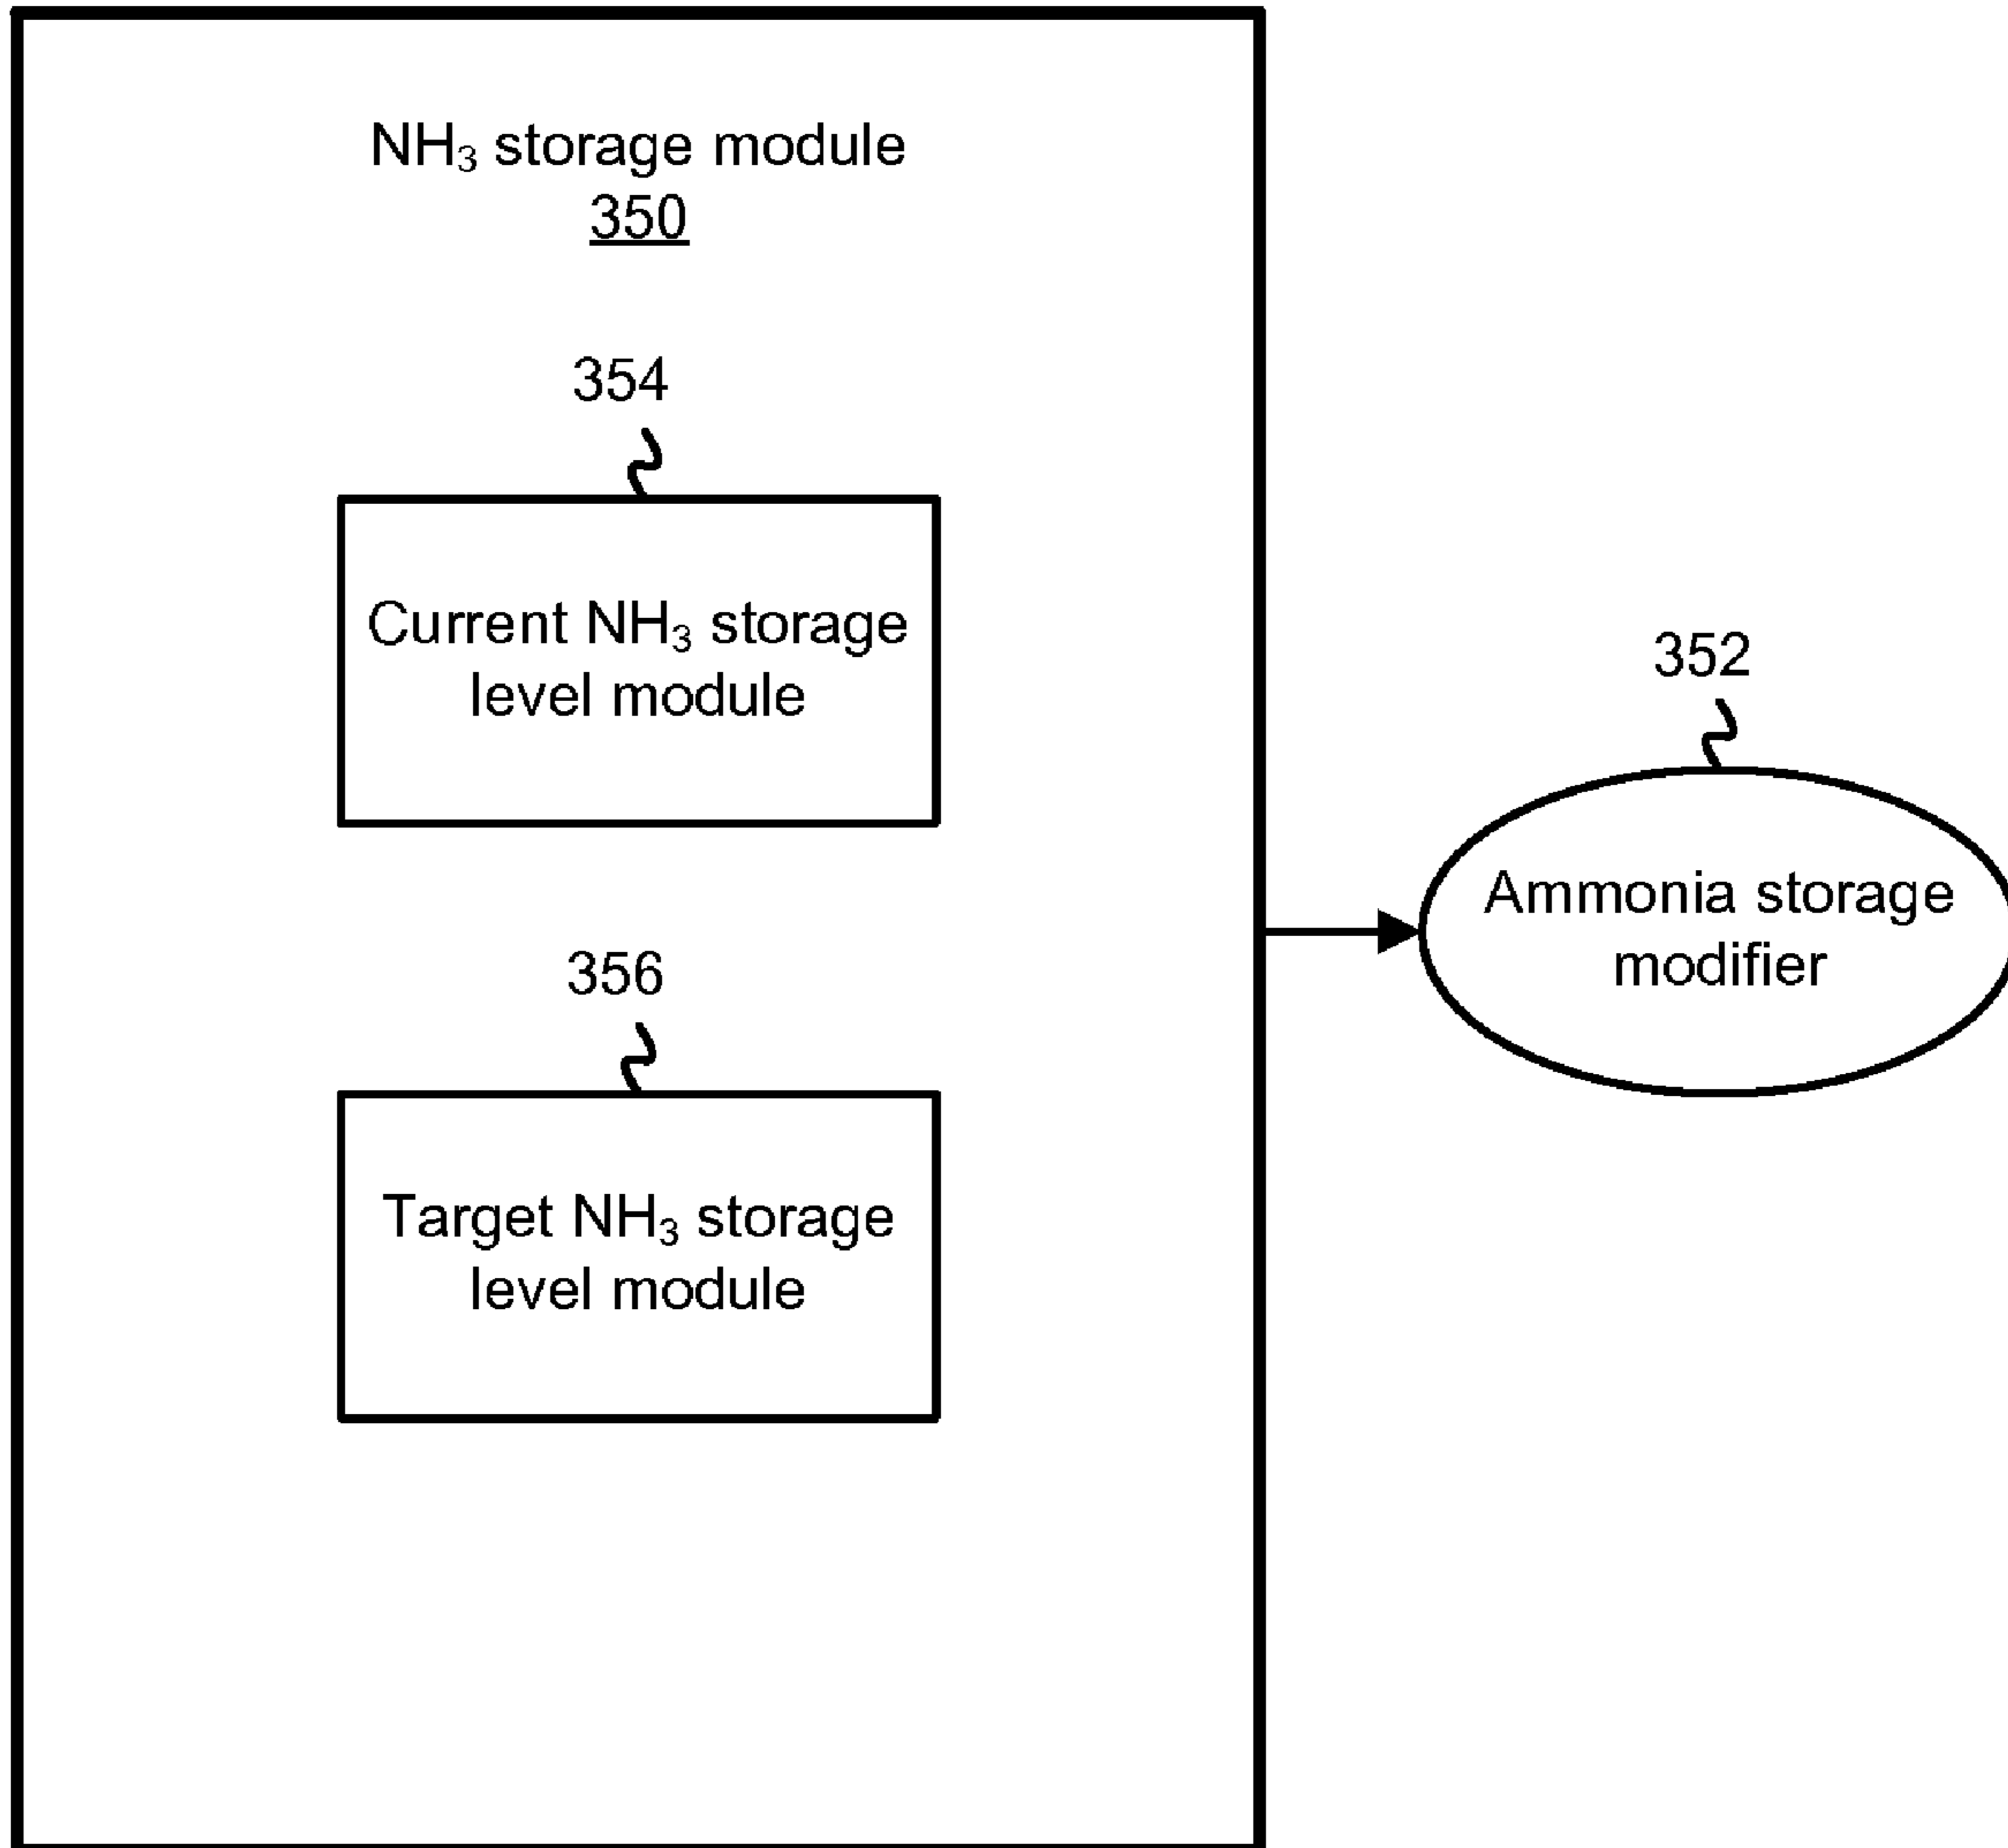 NH₃ storage module
350
354
Current NH₃ storage
level module
352
Ammonia storage
modifier
356
Target NH₃ storage
level module